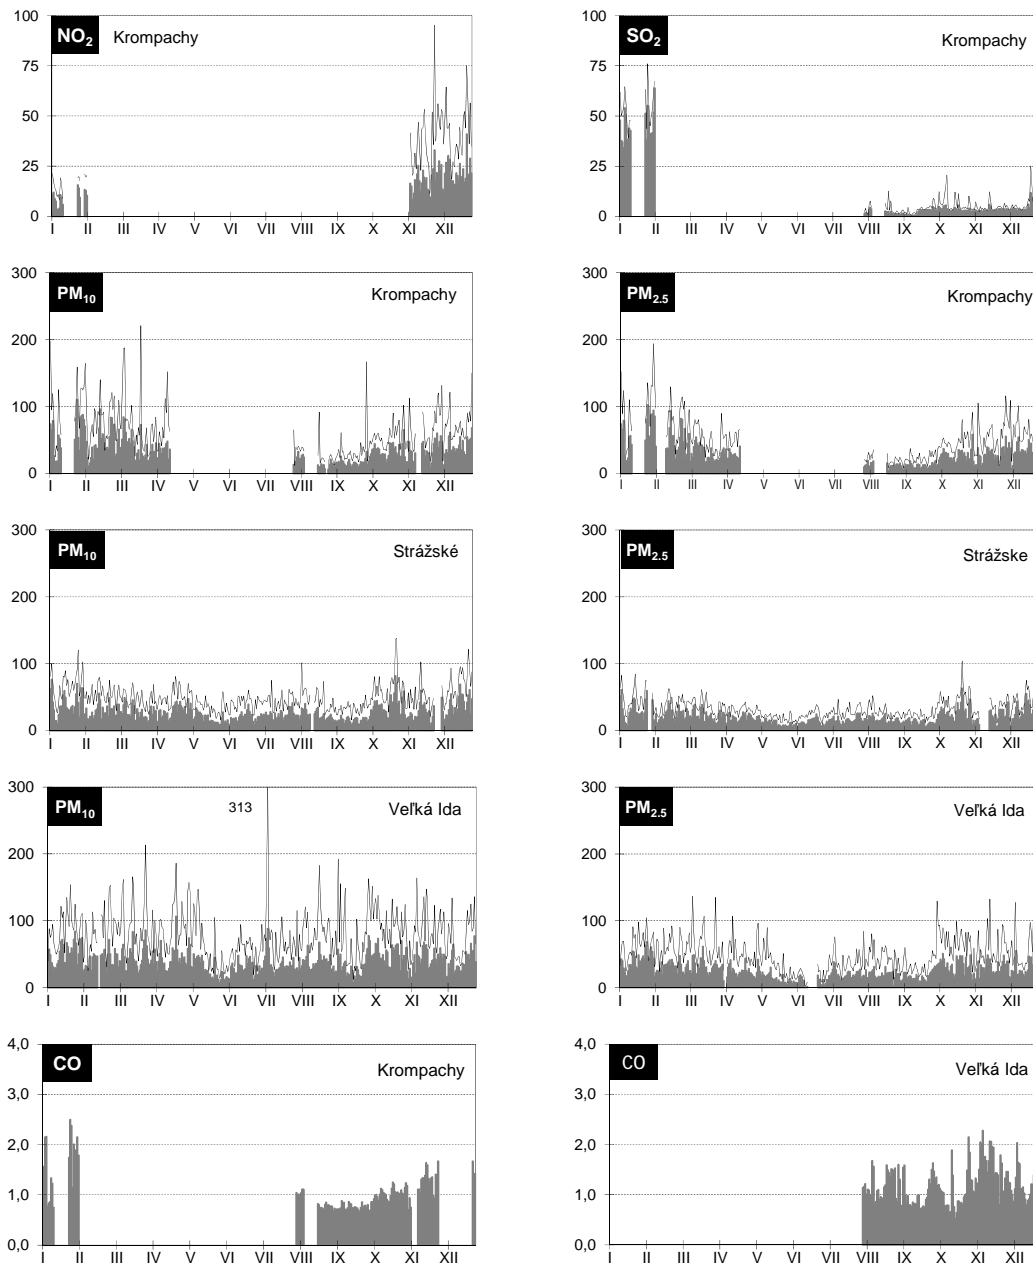 NO2 Krompachy
100
75
50
25
0
I II III IV V VI VII VIII IX X XI XII
SO2 Krompachy
100
75
50
25
0
I II III IV V VI VII VIII IX X XI XII
PM10 Krompachy
300
200
100
0
I II III IV V VI VII VIII IX X XI XII
PM2.5 Krompachy
300
200
100
0
I II III IV V VI VII VIII IX X XI XII
PM10 Strážské
300
200
100
0
I II III IV V VI VII VIII IX X XI XII
PM2.5 Strážske
300
200
100
0
I II III IV V VI VII VIII IX X XI XII
PM10 313 Veľká Ida
300
200
100
0
I II III IV V VI VII VIII IX X XI XII
PM2.5 Veľká Ida
300
200
100
0
I II III IV V VI VII VIII IX X XI XII
CO Krompachy
4,0
3,0
2,0
1,0
0,0
I II III IV V VI VII VIII IX X XI XII
CO Veľká Ida
4,0
3,0
2,0
1,0
0,0
I II III IV V VI VII VIII IX X XI XII